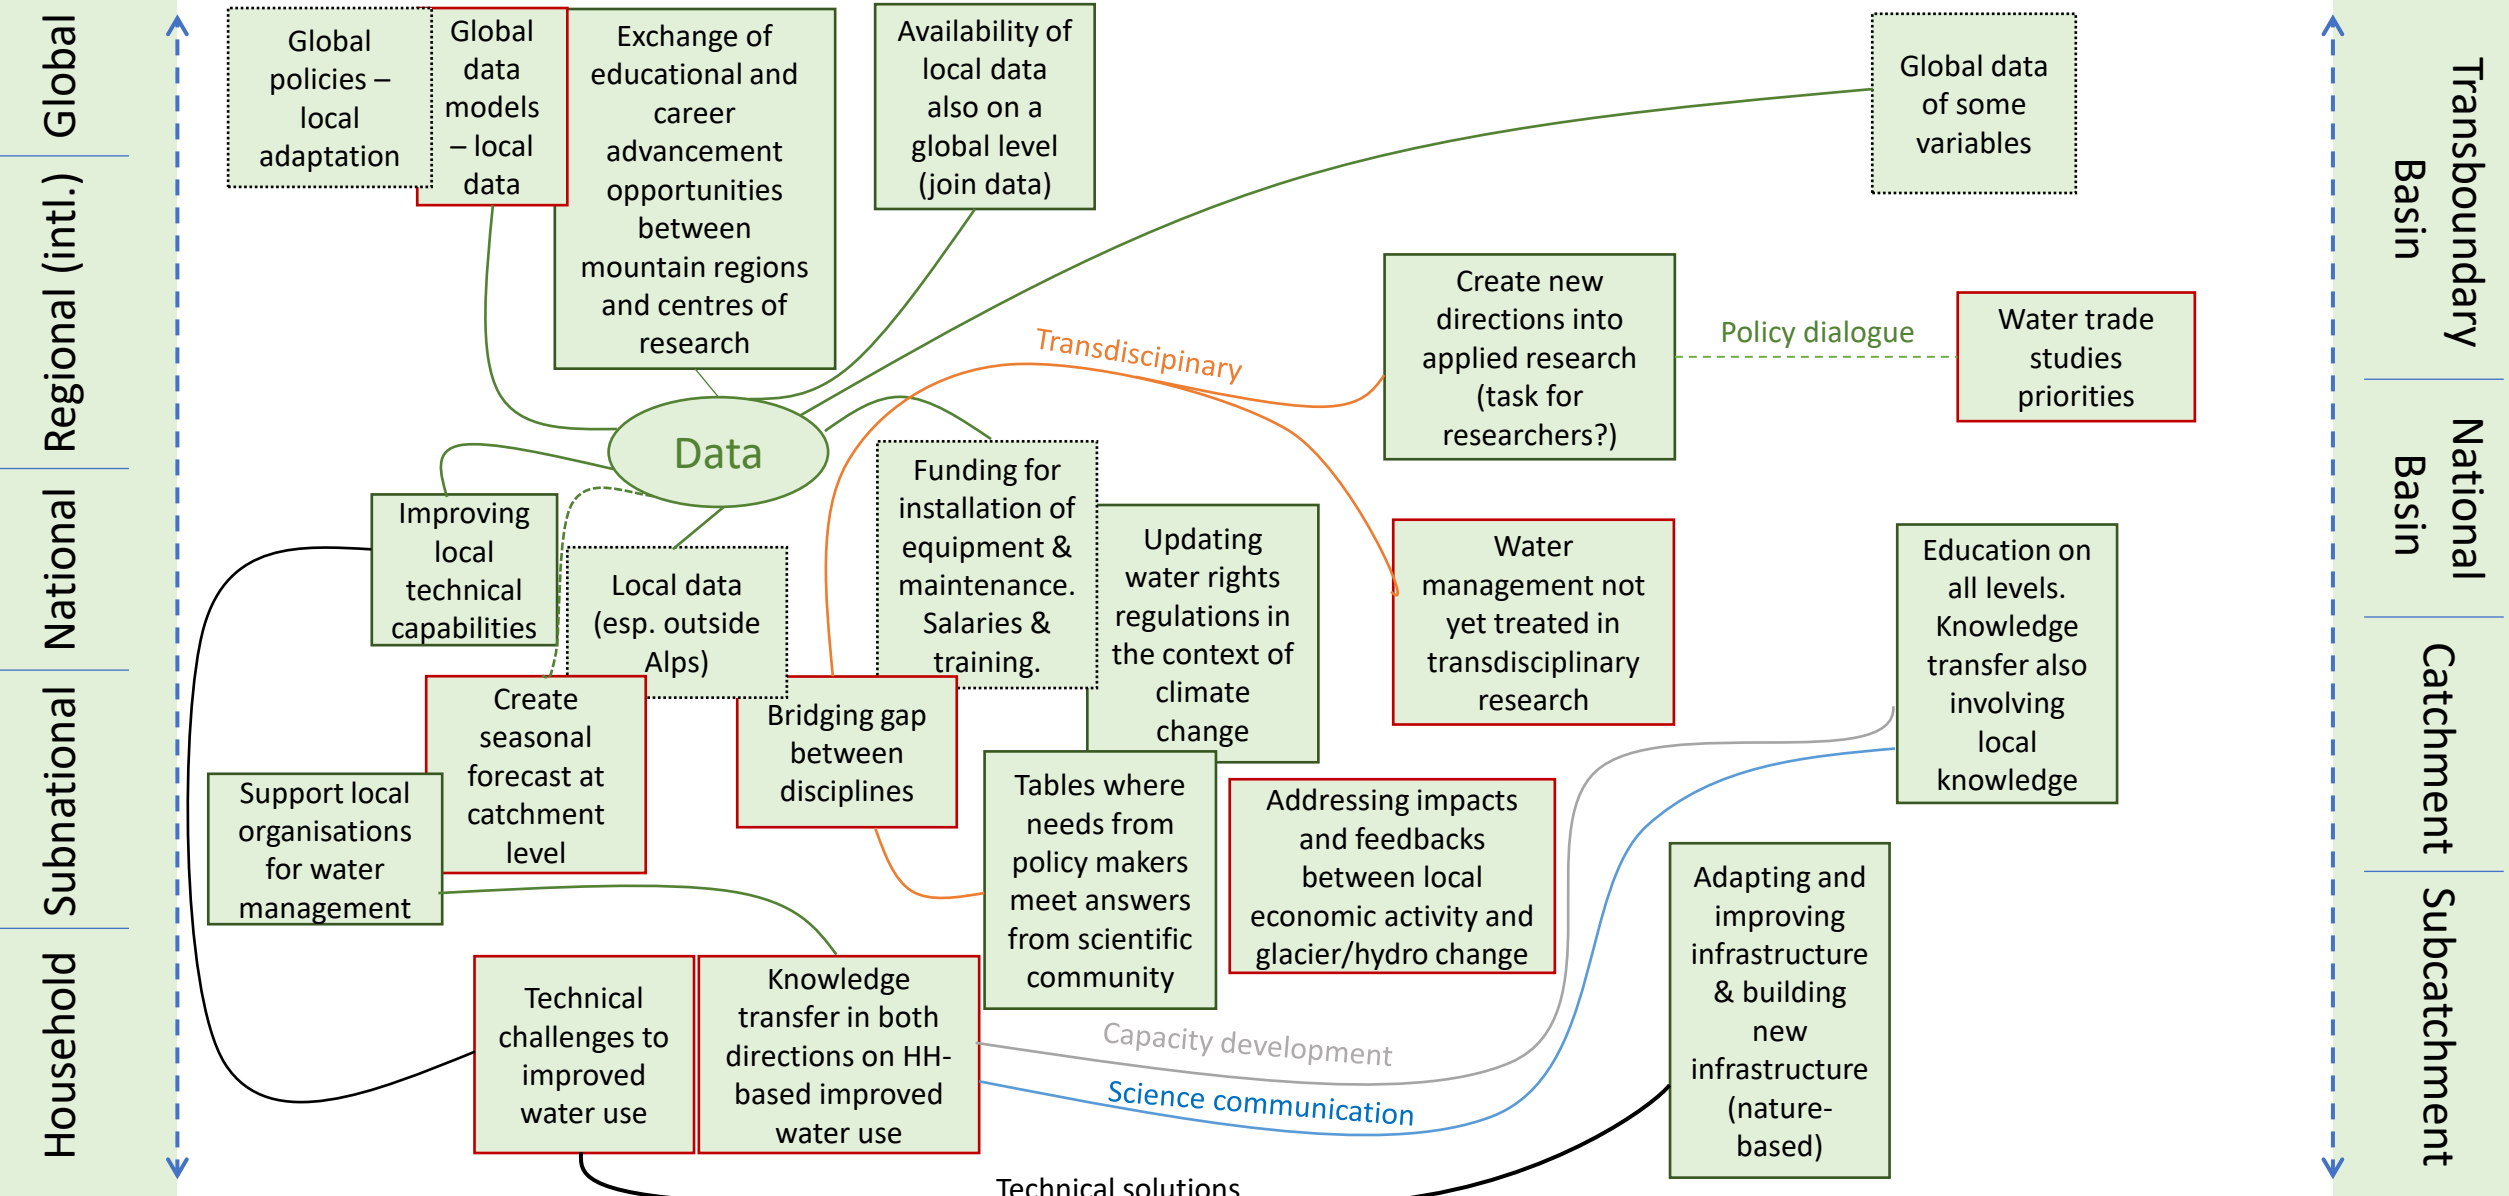 Global
Regional (intl.)
National
Subnational
Household
Global
policies –
local
adaptation
Global
data
models
– local
data
Exchange of
educational and
career
advancement
opportunities
between
mountain regions
and centres of
research
Availability of
local data
also on a
global level
(join data)
Global data
of some
variables
Transdiscipinary
Create new
directions into
applied research
(task for
researchers?)
Policy dialogue
Water trade
studies
priorities
Data
Improving
local
technical
capabilities
Local data
(esp. outside
Alps)
Funding for
installation of
equipment &
maintenance.
Salaries &
training.
Updating
water rights
regulations in
the context of
climate
change
Water
management not
yet treated in
transdisciplinary
research
Education on
all levels.
Knowledge
transfer also
involving
local
knowledge
Create
seasonal
forecast at
catchment
level
Bridging gap
between
disciplines
Support local
organisations
for water
management
Tables where
needs from
policy makers
meet answers
from scientific
community
Addressing impacts
and feedbacks
between local
economic activity and
glacier/hydro change
Adapting and
improving
infrastructure
& building
new
infrastructure
(nature-
based)
Technical
challenges to
improved
water use
Knowledge
transfer in both
directions on HH-
based improved
water use
Capacity development
Science communication
Technical solutions
Transboundary
Basin
National
Basin
Catchment
Subcatchment